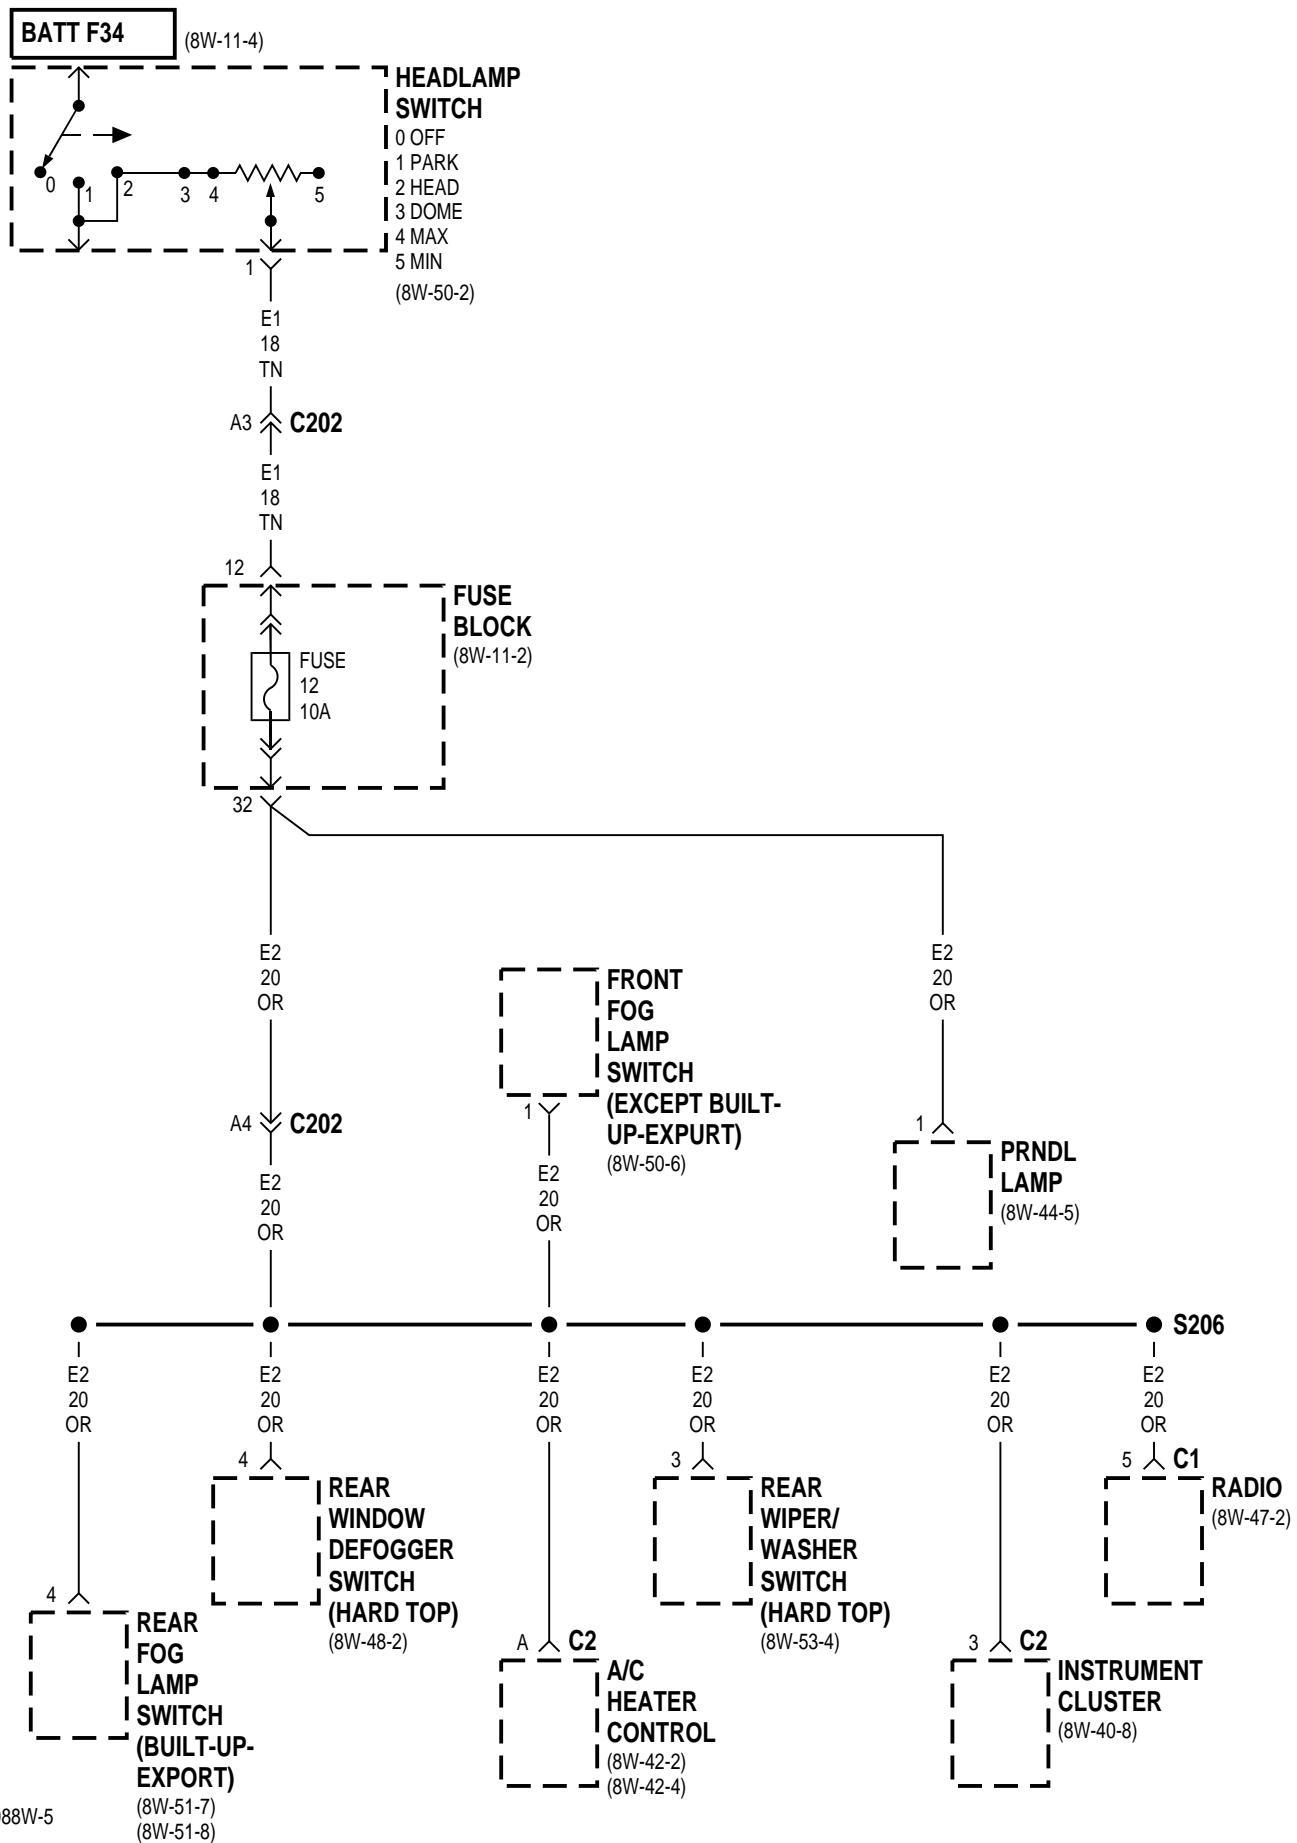 BATT F34
(8W-11-4)
HEADLAMP
SWITCH
0 OFF
1 PARK
2 HEAD
3 DOME
4 MAX
5 MIN
(8W-50-2)
0
1
2
3
4
5
1
E1
18
TN
A3
C202
E1
18
TN
12
FUSE
BLOCK
(8W-11-2)
FUSE
12
10A
32
E2
20
OR
E2
20
OR
FRONT
FOG
LAMP
SWITCH
(EXCEPT BUILT-
UP-EXPURT)
(8W-50-6)
1
A4
C202
1
PRNDL
LAMP
(8W-44-5)
E2
20
OR
E2
20
OR
S206
E2
20
OR
E2
20
OR
E2
20
OR
E2
20
OR
E2
20
OR
E2
20
OR
4
REAR
WINDOW
DEFOGGER
SWITCH
(HARD TOP)
(8W-48-2)
3
REAR
WIPER/
WASHER
SWITCH
(HARD TOP)
(8W-53-4)
5
C1
RADIO
(8W-47-2)
4
REAR
FOG
LAMP
SWITCH
(BUILT-UP-
EXPORT)
(8W-51-7)
(8W-51-8)
A
C2
A/C
HEATER
CONTROL
(8W-42-2)
(8W-42-4)
3
C2
INSTRUMENT
CLUSTER
(8W-40-8)
88W-5